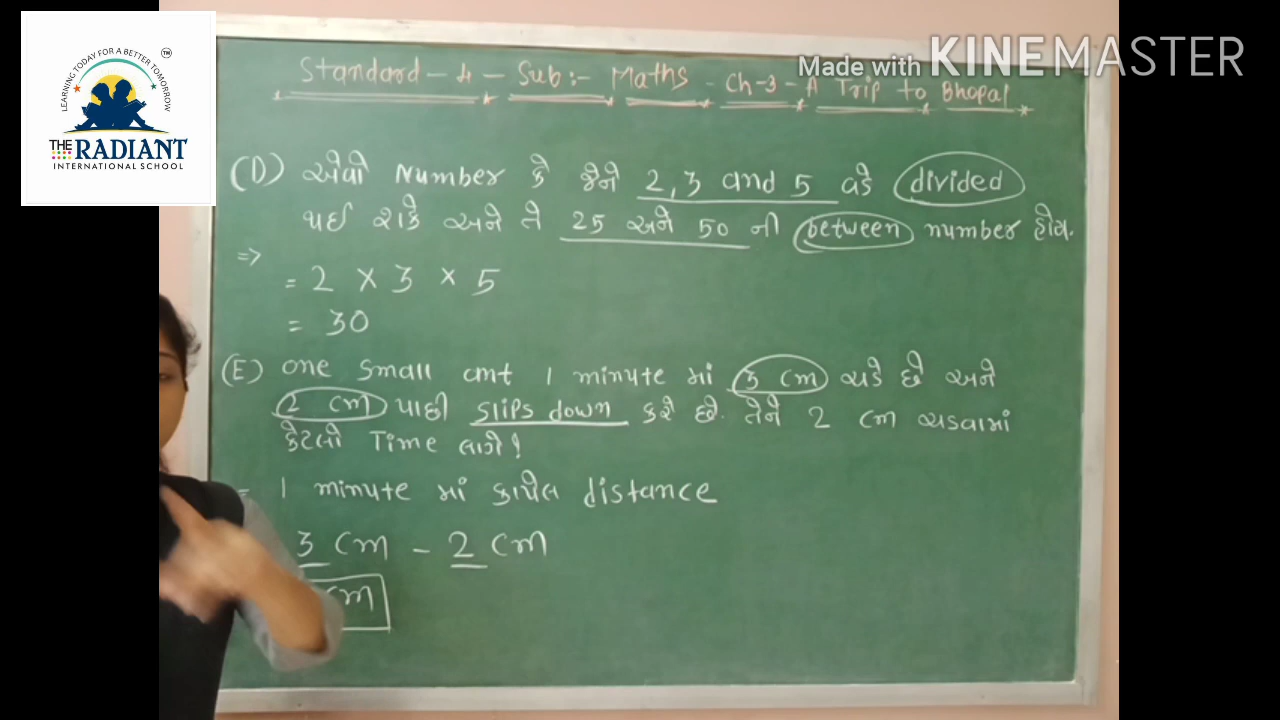 LEARNING TODAY FOR A BETTER TOMORROW
TM
THE RADIANT
INTERNATIONAL SCHOOL
Made with KINEMASTER
Standard - 4 - Sub:- Maths - Ch-3 - A Trip to Bhopal
(D) એવો Number કે જેને 2, 3 and 5 વડે divided
થઈ શકે અને તે 25 અને 50 ની between number હોય.
=>
= 2 × 3 × 5
= 30
(E) one small ant 1 minute માં 3 cm ચડે છે અને
2 cm પાછી slips down કરે છે. તેને 2 cm ચડવામાં
કેટલો Time લાગે?
= 1 minute માં કાપેલ distance
3 cm - 2 cm
cm